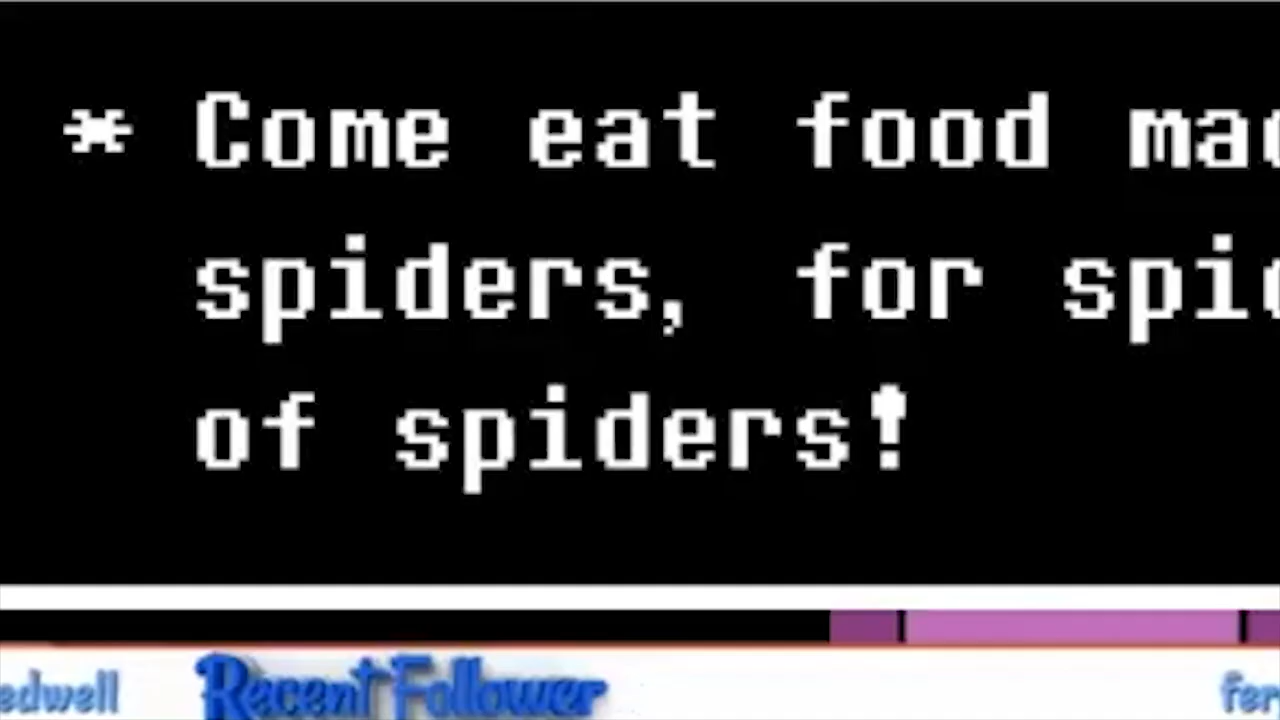 * Come eat food
spiders, for
of spiders!
Recent Follower